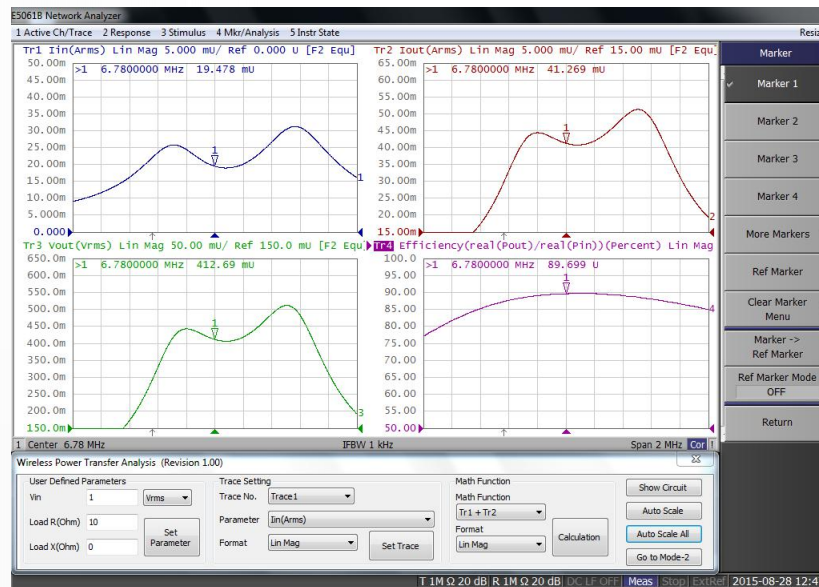 E5061B Network Analyzer
1 Active Ch/Trace 2 Response 3 Stimulus 4 Mkr/Analysis 5 Instr State
Tr1 Iin(Arms) Lin Mag 5.000 mU/ Ref 0.000 U [F2 Equ]
50.00m
>1 6.7800000 MHz 19.478 mU
45.00m
40.00m
35.00m
30.00m
25.00m
20.00m
15.00m
10.00m
5.000m
0.000
1
1
Tr2 Iout(Arms) Lin Mag 5.000 mU/ Ref 15.00 mU [F2 Equ]
65.00m
>1 6.7800000 MHz 41.269 mU
60.00m
55.00m
50.00m
45.00m
40.00m
35.00m
30.00m
25.00m
20.00m
15.00m
1
2
Tr3 Vout(Vrms) Lin Mag 50.00 mU/ Ref 150.0 mU [F2 Equ
650.0m
>1 6.7800000 MHz 412.69 mU
600.0m
550.0m
500.0m
450.0m
400.0m
350.0m
300.0m
250.0m
200.0m
150.0m
1
3
Tr4 Efficiency(real(Pout)/real(Pin))(Percent) Lin Mag
100.0
>1 6.7800000 MHz 89.699 U
95.00
90.00
85.00
80.00
75.00
70.00
65.00
60.00
55.00
50.00
1
4
1 Center 6.78 MHz IFBW 1 kHz Span 2 MHz Cor !
Resiz
Marker
Marker 1
Marker 2
Marker 3
Marker 4
More Markers
Ref Marker
Clear Marker
Menu
Marker ->
Ref Marker
Ref Marker Mode
OFF
Return
Wireless Power Transfer Analysis (Revision 1.00)
User Defined Parameters
Vin 1 Vrms
Load R(Ohm) 10
Load X(Ohm) 0
Set
Parameter
Trace Setting
Trace No. Trace1
Parameter Iin(Arms)
Format Lin Mag
Set Trace
Math Function
Math Function
Tr1 + Tr2
Format
Lin Mag
Calculation
Show Circuit
Auto Scale
Auto Scale All
Go to Mode-2
T 1M Ω 20 dB R 1M Ω 20 dB DC LF OFF Meas Stop ExtRef 2015-08-28 12:4